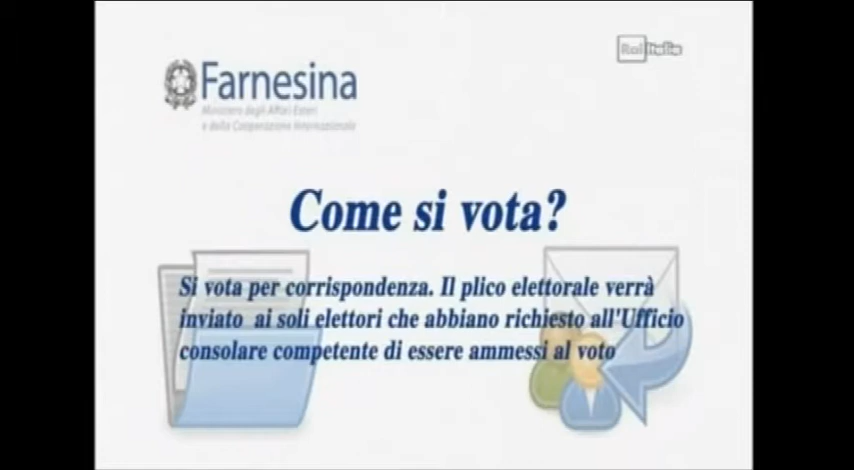 Farnesina
Ministero degli Affari Esteri
e della Cooperazione Internazionale
Rai Italia
Come si vota?
Si vota per corrispondenza. Il plico elettorale verrà
inviato ai soli elettori che abbiano richiesto all'Ufficio
consolare competente di essere ammessi al voto